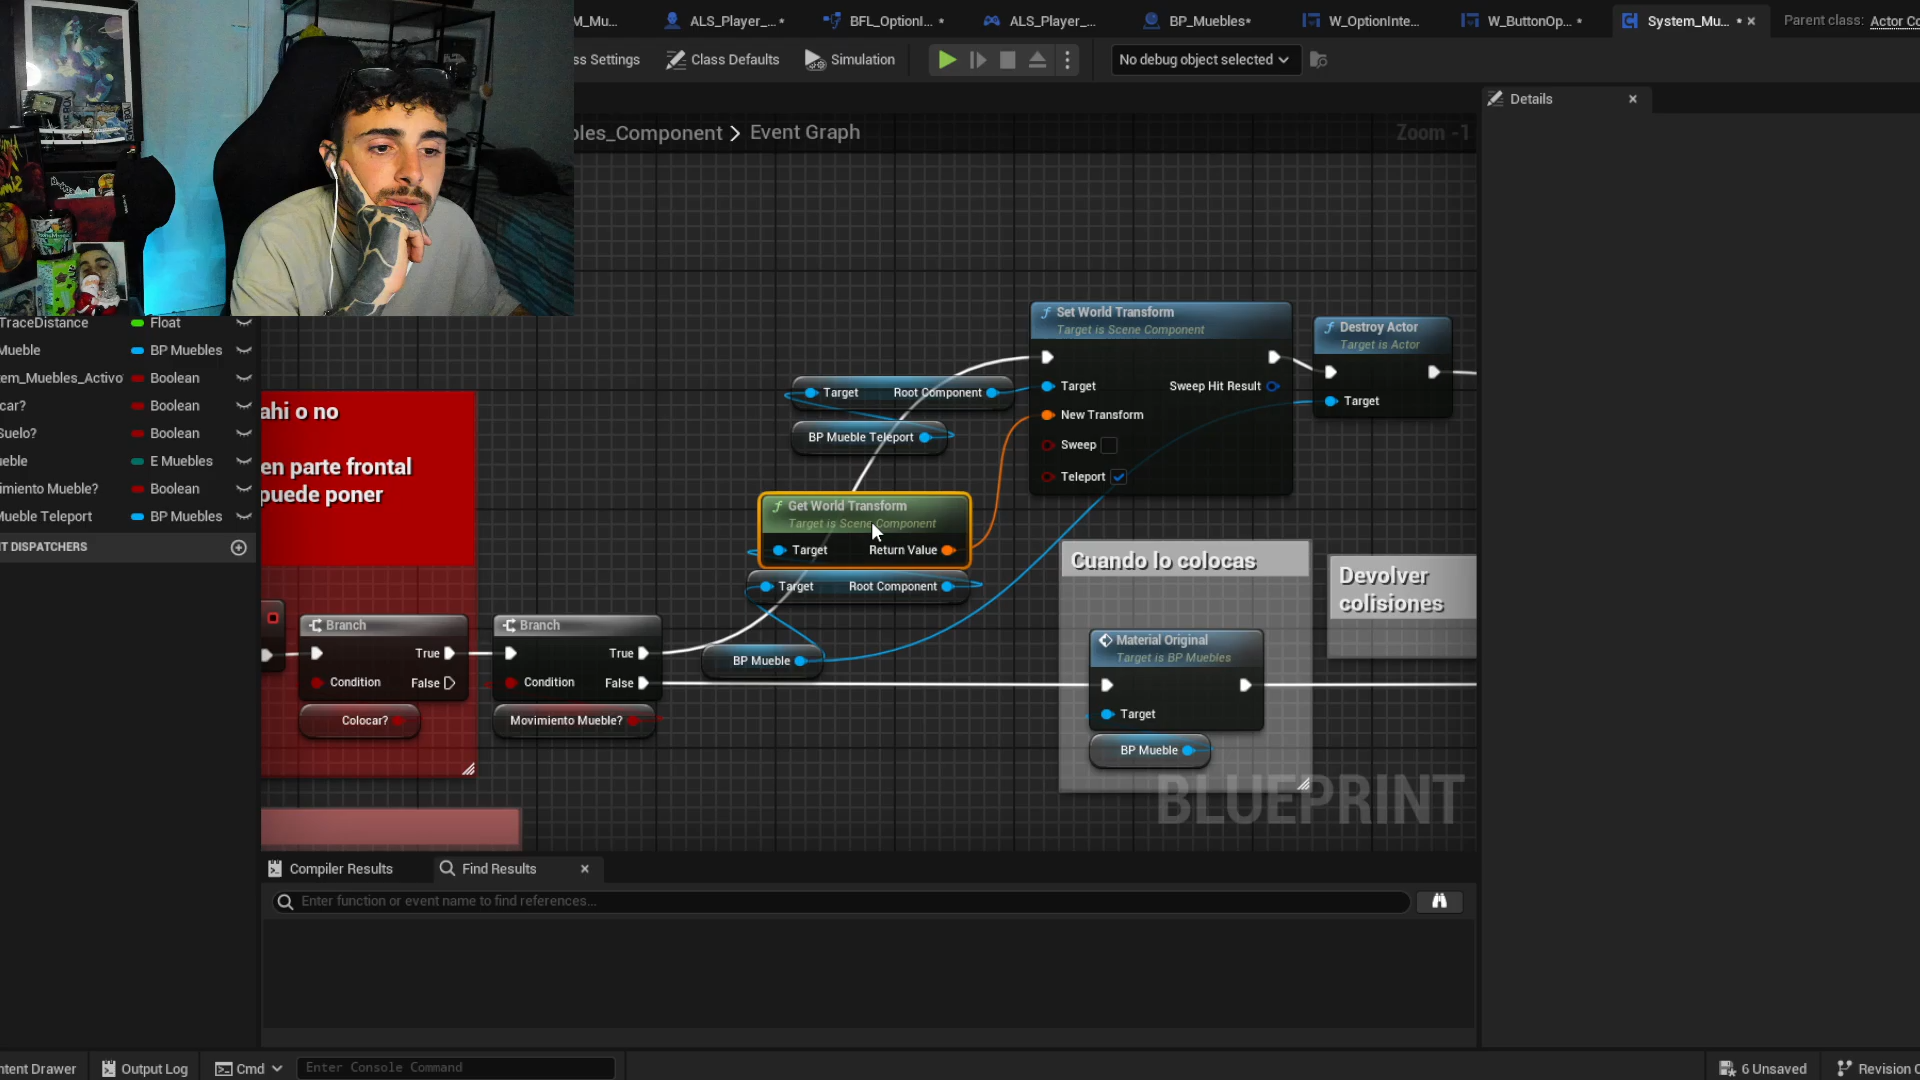 M_Mu...
ALS_Player_...*
BFL_OptionI... *
ALS_Player_...
BP_Muebles*
W_OptionInte...
W_ButtonOp... *
System_Mu... *
Parent class:
Actor Co
ss Settings
Class Defaults
Simulation
No debug object selected
Details
bles_Component > Event Graph
Zoom -1
TraceDistance
Float
Mueble
BP Muebles
em_Muebles_Activo
Boolean
car?
Boolean
Suelo?
Boolean
eble
E Muebles
imiento Mueble?
Boolean
Mueble Teleport
BP Muebles
T DISPATCHERS
ahi o no
en parte frontal
puede poner
Branch
True
Condition
False
Colocar?
Branch
True
Condition
False
Movimiento Mueble?
Target
Root Component
BP Mueble Teleport
Get World Transform
Target is Scene Component
Target
Return Value
Target
Root Component
BP Mueble
Set World Transform
Target is Scene Component
Target
Sweep Hit Result
New Transform
Sweep
Teleport
Destroy Actor
Target is Actor
Target
Cuando lo colocas
Material Original
Target is BP Muebles
Target
BP Mueble
Devolver
colisiones
BLUEPRINT
Compiler Results
Find Results
Enter function or event name to find references...
ntent Drawer
Output Log
Cmd
Enter Console Command
6 Unsaved
Revision C